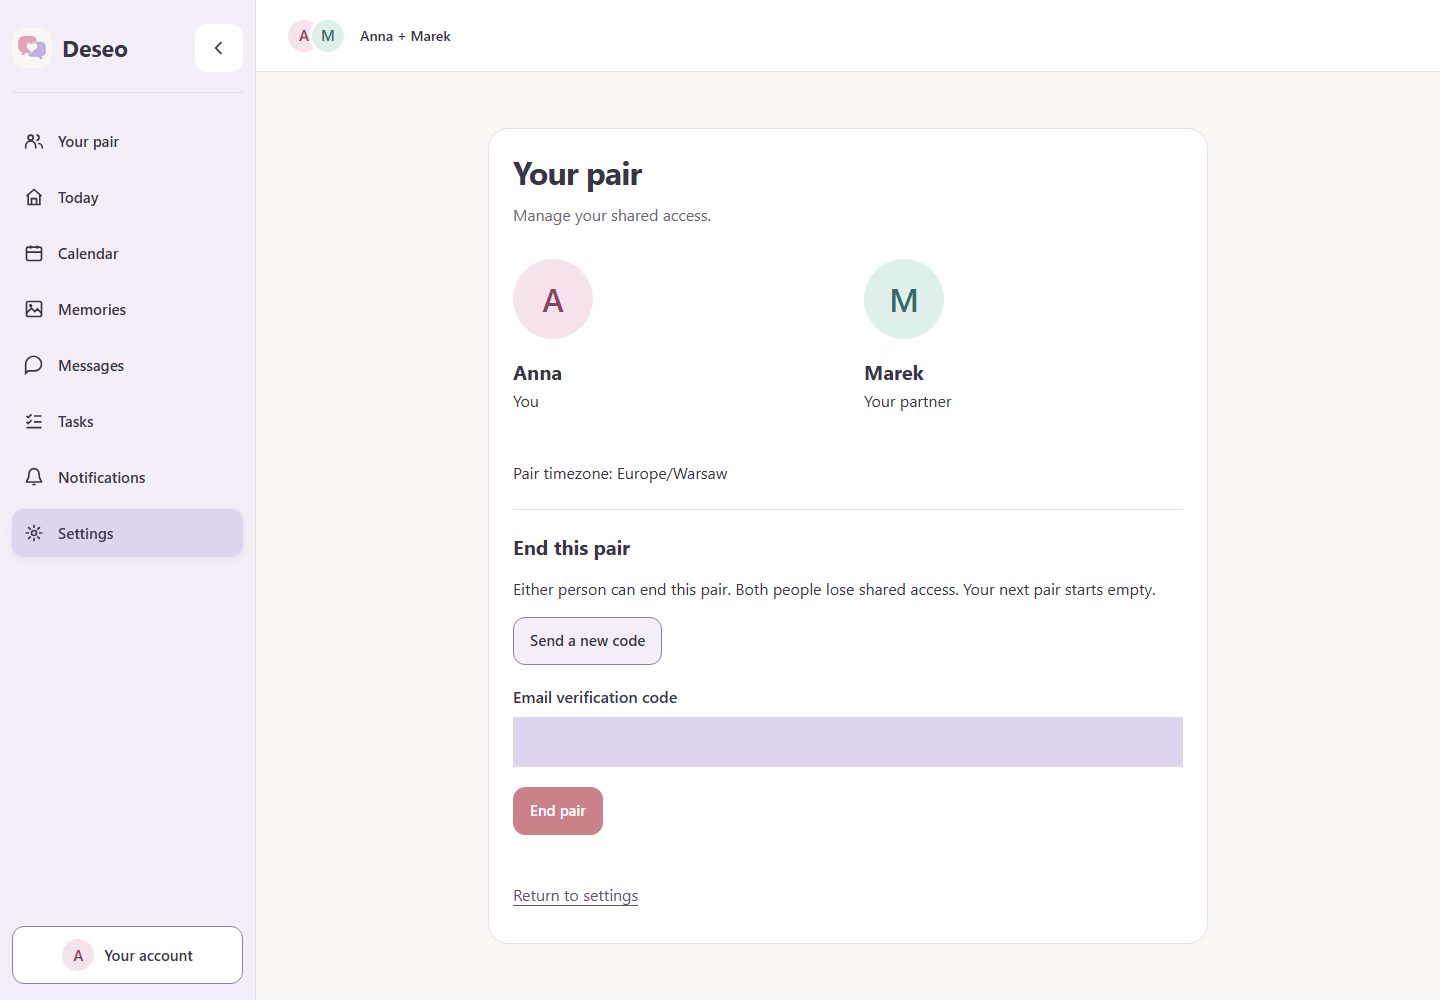 Deseo
Your pair
Today
Calendar
Memories
Messages
Tasks
Notifications
Settings
A Your account
A M Anna + Marek
Your pair
Manage your shared access.
A M
Anna Marek
You Your partner
Pair timezone: Europe/Warsaw
End this pair
Either person can end this pair. Both people lose shared access. Your next pair starts empty.
Send a new code
Email verification code
End pair
Return to settings